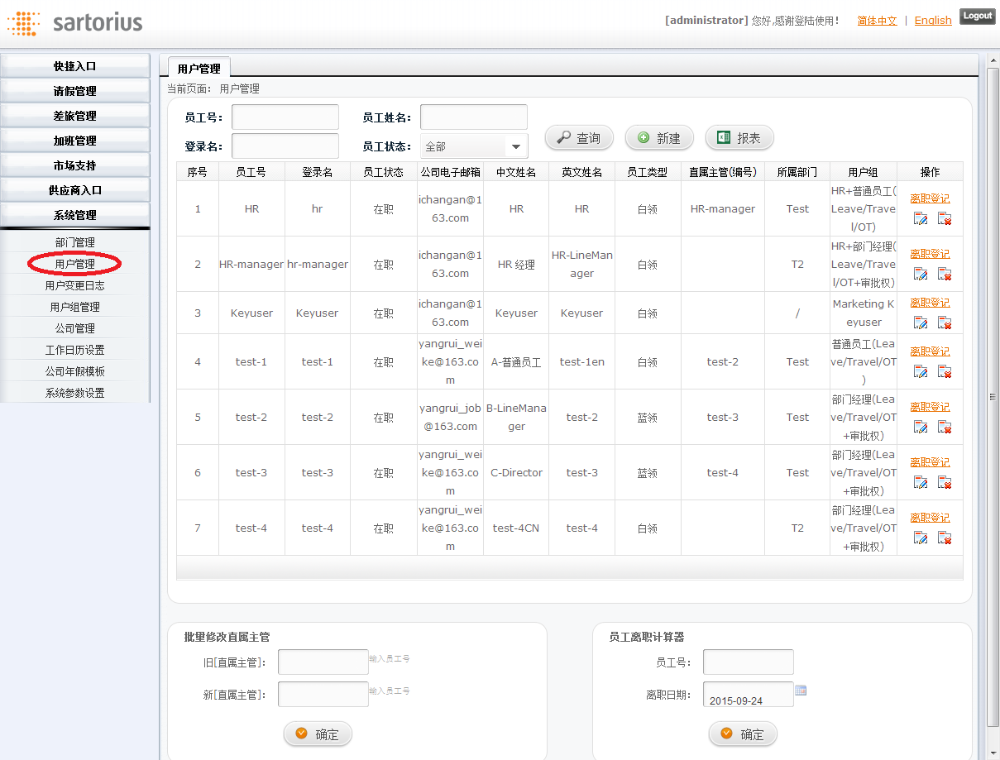 sartorius
[administrator] 您好,感谢登陆使用! 简体中文 | English Logout
快捷入口
请假管理
差旅管理
加班管理
市场支持
供应商入口
系统管理
部门管理
用户管理
用户变更日志
用户组管理
公司管理
工作日历设置
公司年假模板
系统参数设置
用户管理
当前页面： 用户管理
员工号： 员工姓名：
登录名： 员工状态： 全部
查询 新建 报表
序号 员工号 登录名 员工状态 公司电子邮箱 中文姓名 英文姓名 员工类型 直属主管(编号) 所属部门 用户组 操作
1 HR hr 在职 ichangan@163.com HR HR 白领 HR-manager Test HR+普通员工(Leave/Travel/OT) 离职登记
2 HR-manager hr-manager 在职 ichangan@163.com HR 经理 HR-LineManager 白领 T2 HR+部门经理(Leave/Travel/OT+审批权) 离职登记
3 Keyuser Keyuser 在职 ichangan@163.com Keyuser Keyuser 白领 / Marketing Keyuser 离职登记
4 test-1 test-1 在职 yangrui_weike@163.com A-普通员工 test-1en 白领 test-2 Test 普通员工(Leave/Travel/OT) 离职登记
5 test-2 test-2 在职 yangrui_job@163.com B-LineManager test-2 蓝领 test-3 Test 部门经理(Leave/Travel/OT+审批权) 离职登记
6 test-3 test-3 在职 yangrui_weike@163.com C-Director test-3 蓝领 test-4 Test 部门经理(Leave/Travel/OT+审批权) 离职登记
7 test-4 test-4 在职 yangrui_weike@163.com test-4CN test-4 白领 T2 部门经理(Leave/Travel/OT+审批权) 离职登记
批量修改直属主管
旧[直属主管]： 输入员工号
新[直属主管]： 输入员工号
确定
员工离职计算器
员工号：
离职日期： 2015-09-24
确定